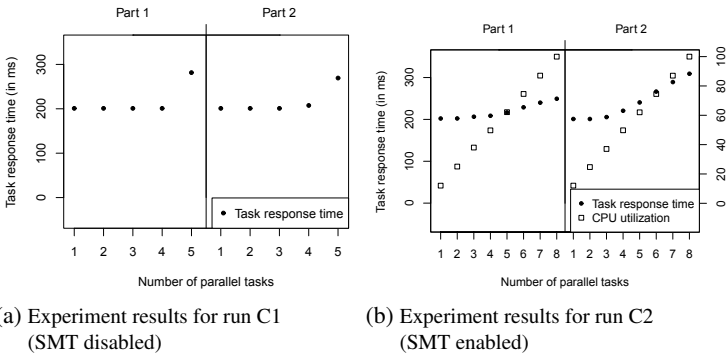 Part 1 Part 2
Task response time (in ms)
300
200
100
0
Task response time
1 2 3 4 5 1 2 3 4 5
Number of parallel tasks
a) Experiment results for run C1
(SMT disabled)
Part 1 Part 2
Task response time (in ms)
300
200
100
0
100
80
60
40
20
0
Task response time
CPU utilization
1 2 3 4 5 6 7 8 1 2 3 4 5 6 7 8
Number of parallel tasks
(b) Experiment results for run C2
(SMT enabled)